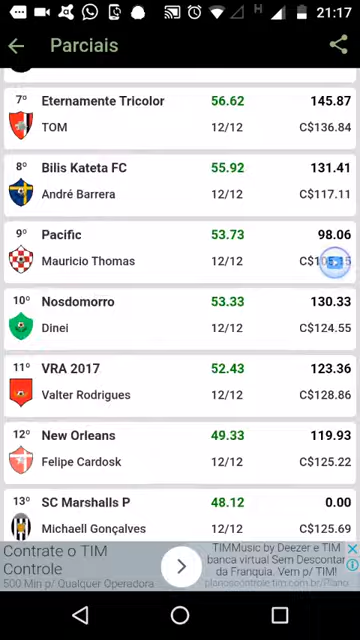 21:17
Parciais
7º Eternamente Tricolor 56.62 145.87
TOM 12/12 C$136.84
8º Bilis Kateta FC 55.92 131.41
André Barrera 12/12 C$117.11
9º Pacific 53.73 98.06
Mauricio Thomas 12/12
10º Nosdomorro 53.33 130.33
Dinei 12/12 C$124.55
11º VRA 2017 52.43 123.36
Valter Rodrigues 12/12 C$128.86
12º New Orleans 49.33 119.93
Felipe Cardosk 12/12 C$125.22
13º SC Marshalls P 48.12 0.00
Michaell Gonçalves 12/12 C$125.69
Contrate o TIM
Controle
500 Min p/ Qualquer Operadora
TIMMusic by Deezer e TIM
banca virtual Sem Descontar
da Franquia. Vem p/ TIM!
planocontrole.tim.com.br/Plano